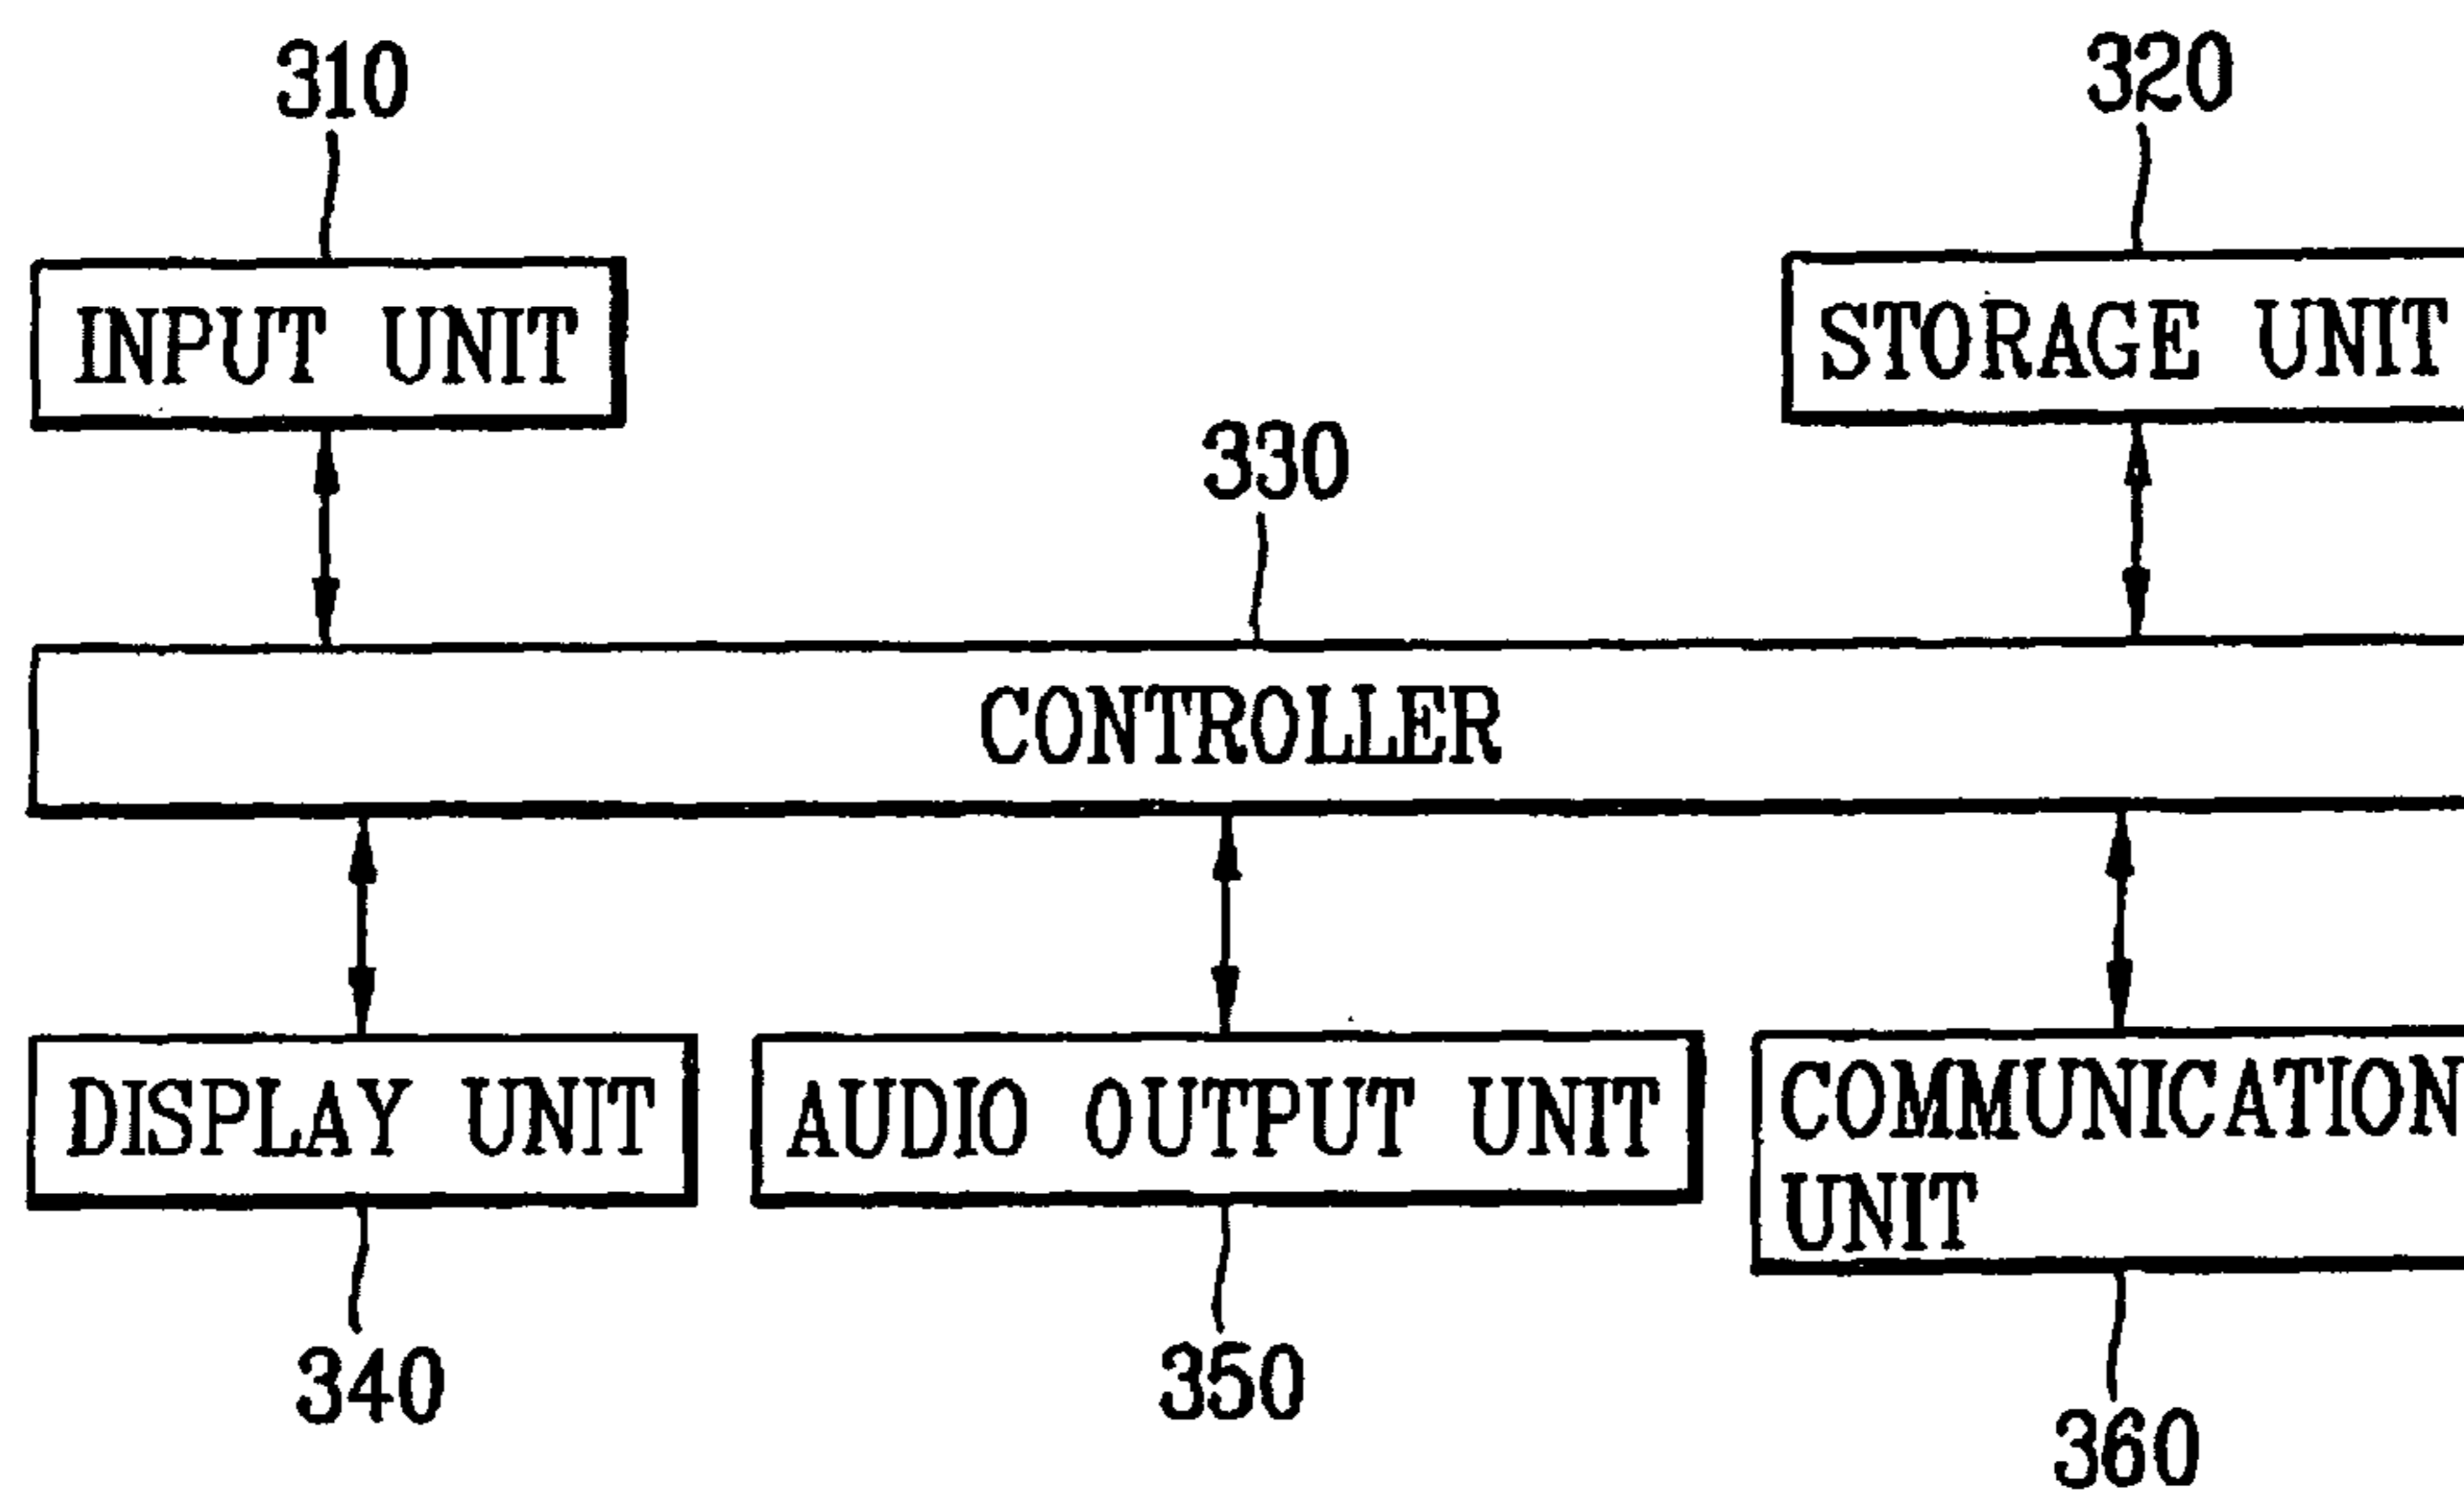 310
320
INPUT UNIT
STORAGE UNIT
330
CONTROLLER
DISPLAY UNIT
AUDIO OUTPUT UNIT
COMMUNICATION
UNIT
340
350
360